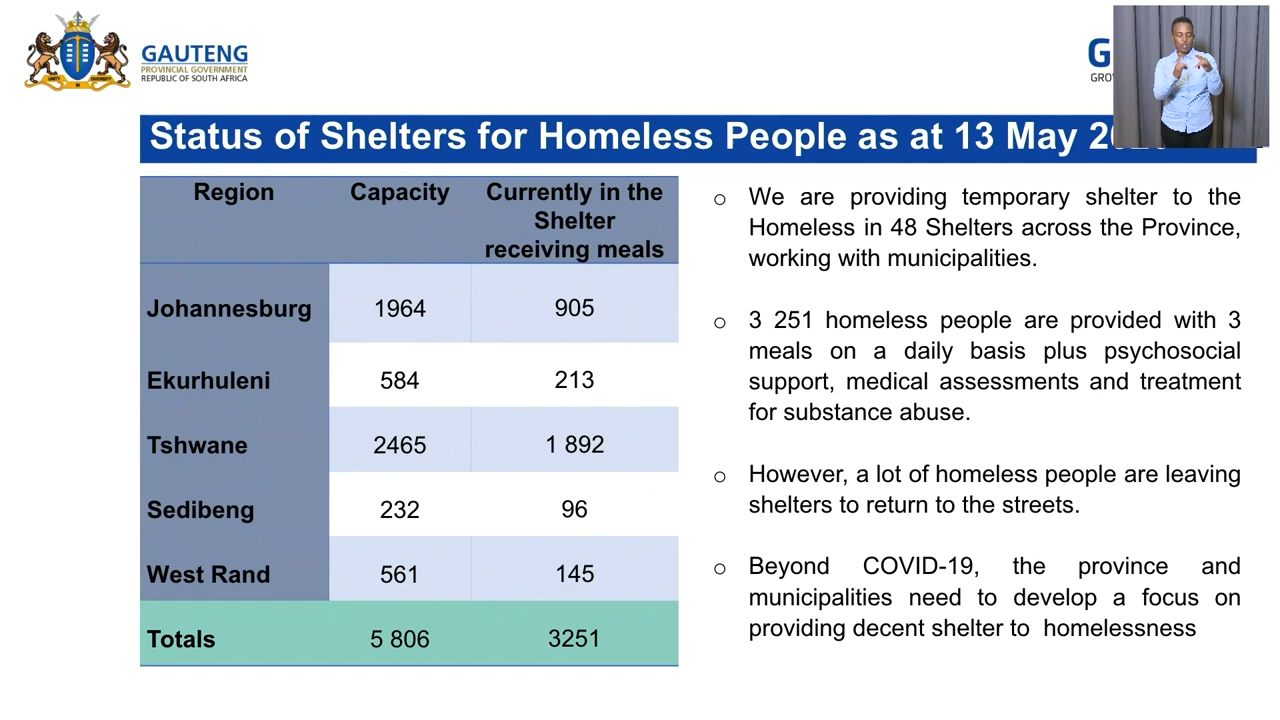 GAUTENG
PROVINCIAL GOVERNMENT
REPUBLIC OF SOUTH AFRICA
UNITY IN DIVERSITY
Status of Shelters for Homeless People as at 13 May
Region Capacity Currently in the
Shelter
receiving meals
Johannesburg 1964 905
Ekurhuleni 584 213
Tshwane 2465 1 892
Sedibeng 232 96
West Rand 561 145
Totals 5 806 3251
o We are providing temporary shelter to the
Homeless in 48 Shelters across the Province,
working with municipalities.
o 3 251 homeless people are provided with 3
meals on a daily basis plus psychosocial
support, medical assessments and treatment
for substance abuse.
o However, a lot of homeless people are leaving
shelters to return to the streets.
o Beyond COVID-19, the province and
municipalities need to develop a focus on
providing decent shelter to homelessness